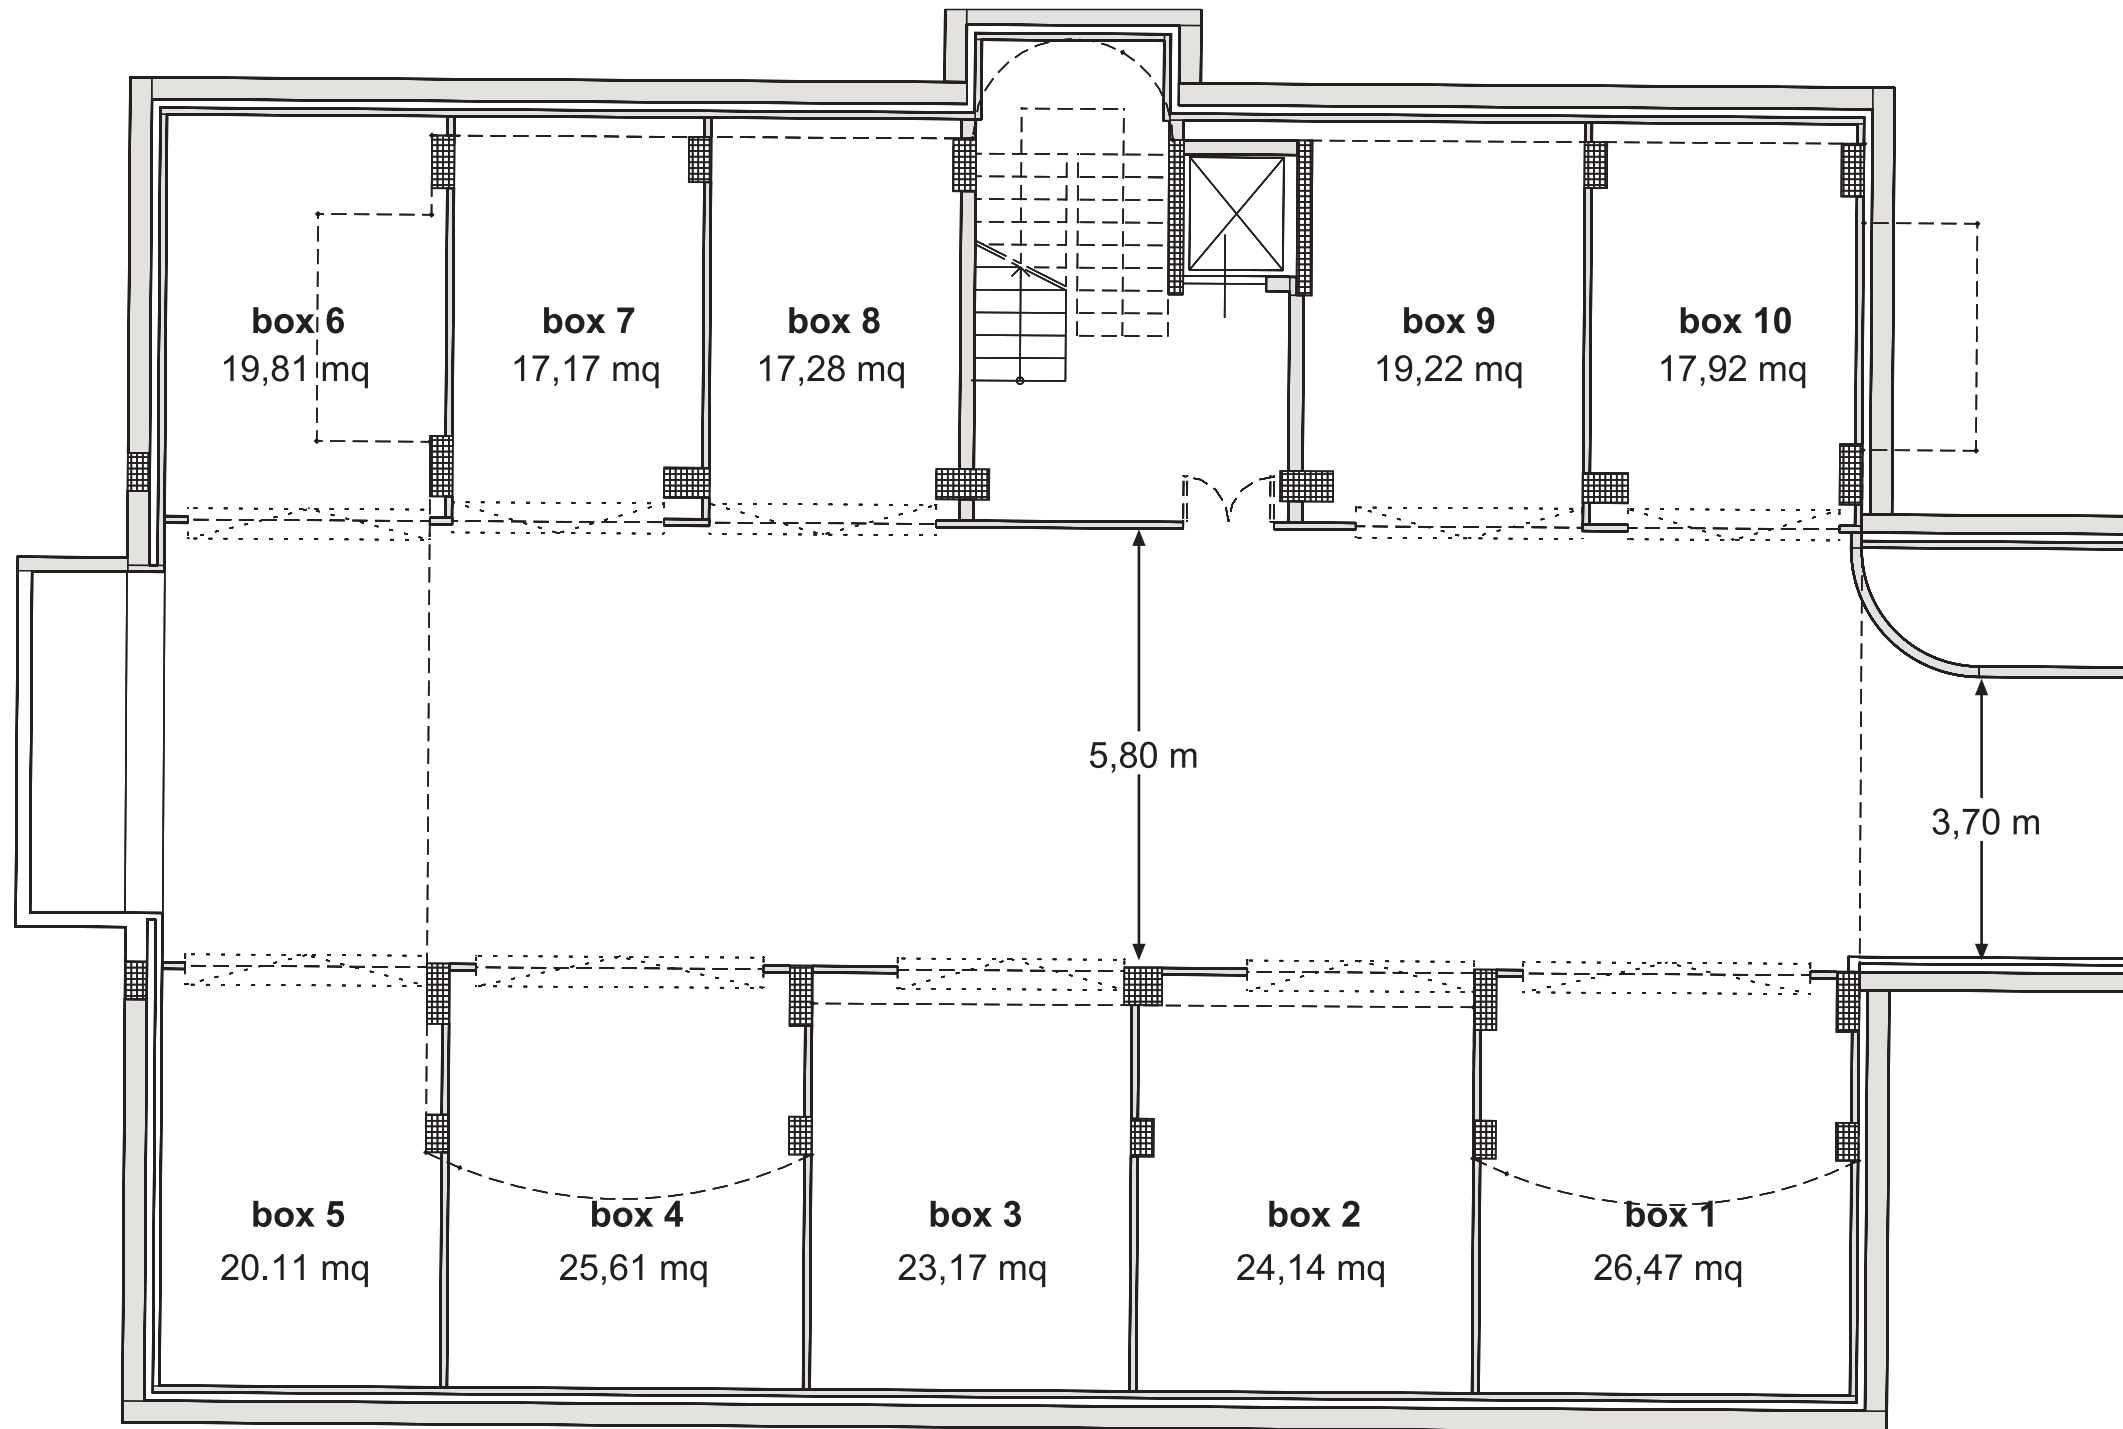 box 6
19,81 mq
box 7
17,17 mq
box 8
17,28 mq
box 9
19,22 mq
box 10
17,92 mq
5,80 m
3,70 m
box 5
20.11 mq
box 4
25,61 mq
box 3
23,17 mq
box 2
24,14 mq
box 1
26,47 mq